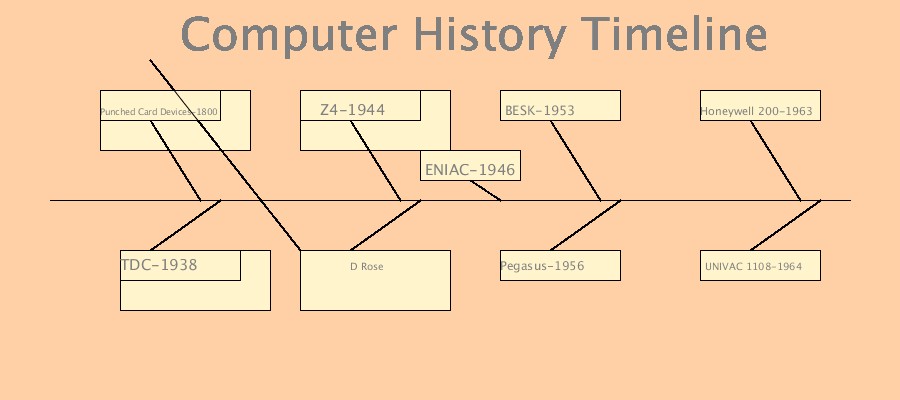 Computer History Timeline
Punched Card Devices-1800
Z4-1944
BESK-1953
Honeywell 200-1963
ENIAC-1946
TDC-1938
D Rose
Pegasus-1956
UNIVAC 1108-1964